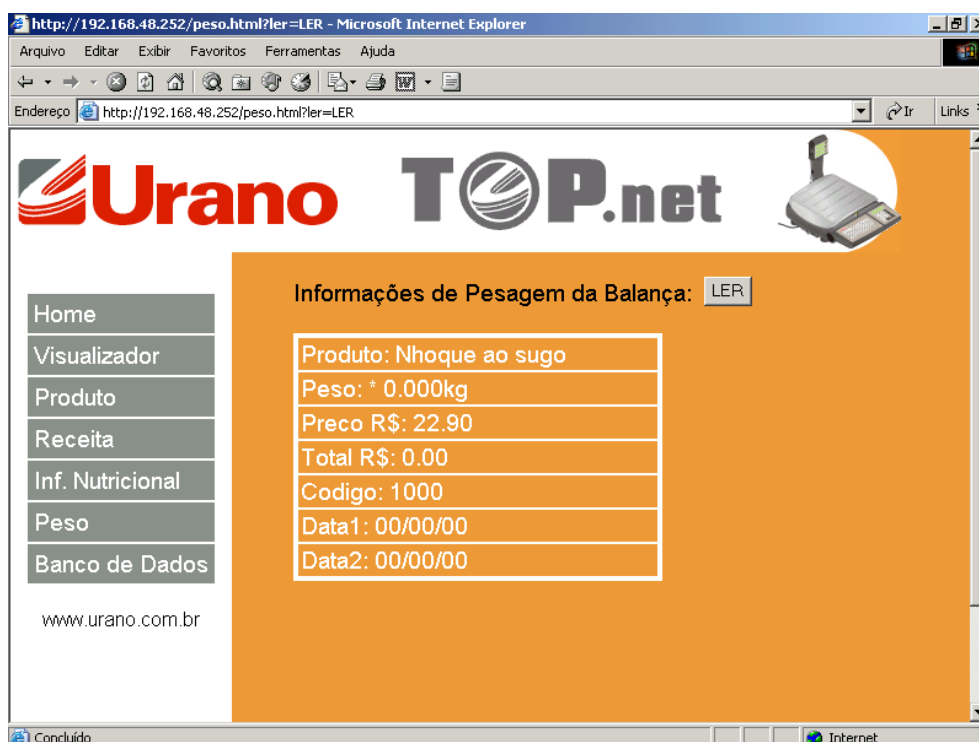 http://192.168.48.252/peso.html?ler=LER - Microsoft Internet Explorer
Arquivo Editar Exibir Favoritos Ferramentas Ajuda
Endereço http://192.168.48.252/peso.html?ler=LER Ir Links
Urano TOP.net
Informações de Pesagem da Balança: LER
Home
Visualizador
Produto
Receita
Inf. Nutricional
Peso
Banco de Dados
www.urano.com.br
Produto: Nhoque ao sugo
Peso: * 0.000kg
Preco R$: 22.90
Total R$: 0.00
Codigo: 1000
Data1: 00/00/00
Data2: 00/00/00
Concluído Internet